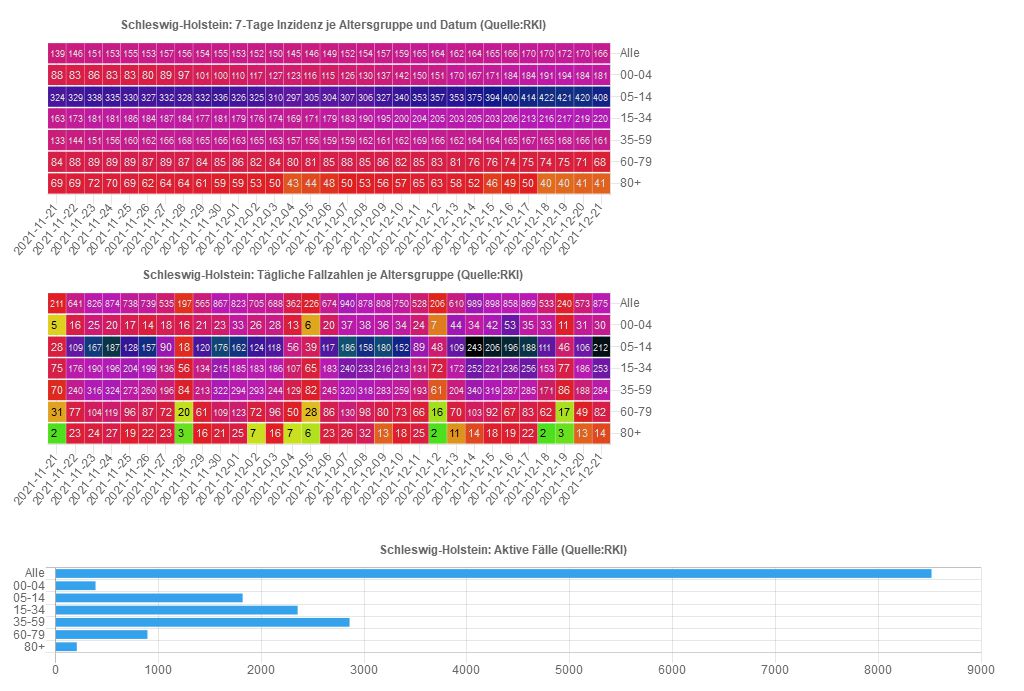 Schleswig-Holstein: 7-Tage Inzidenz je Altersgruppe und Datum (Quelle:RKI)
139 146 151 153 155 153 157 156 154 155 153 152 150 145 146 149 152 154 157 159 165 164 162 164 165 166 170 170 172 170 166 Alle
88 83 86 83 83 80 89 97 101 100 110 117 127 123 116 115 126 130 137 142 150 151 170 167 171 184 184 191 194 184 181 00-04
324 329 338 335 330 327 332 328 332 336 326 325 310 297 305 304 307 306 327 340 353 357 353 375 394 400 414 422 421 420 408 05-14
163 173 181 181 186 184 187 184 177 181 179 176 174 169 171 179 183 190 195 200 204 205 203 205 203 206 213 216 217 219 220 15-34
133 144 151 156 160 162 166 168 165 166 163 165 163 157 156 159 159 162 161 162 169 166 163 162 164 165 167 165 168 166 161 35-59
84 88 89 89 89 87 89 87 84 85 86 82 84 80 81 85 88 85 86 82 85 83 81 76 76 74 75 74 75 71 68 60-79
69 69 72 70 69 62 64 64 61 59 59 53 50 43 44 48 50 53 56 57 65 63 58 52 46 49 50 40 40 41 41 80+
2021-11-21 2021-11-22 2021-11-23 2021-11-24 2021-11-25 2021-11-26 2021-11-27 2021-11-28 2021-11-29 2021-11-30 2021-12-01 2021-12-02 2021-12-03 2021-12-04 2021-12-05 2021-12-06 2021-12-07 2021-12-08 2021-12-09 2021-12-10 2021-12-11 2021-12-12 2021-12-13 2021-12-14 2021-12-15 2021-12-16 2021-12-17 2021-12-18 2021-12-19 2021-12-20 2021-12-21
Schleswig-Holstein: Tägliche Fallzahlen je Altersgruppe (Quelle:RKI)
211 641 826 874 738 739 535 197 565 867 823 705 688 362 226 674 940 878 808 750 528 206 610 989 898 858 869 533 240 573 875 Alle
5 16 25 20 17 14 18 16 21 23 33 26 28 13 6 20 37 38 36 34 24 7 44 34 42 53 35 33 11 31 30 00-04
28 109 167 187 128 157 90 18 120 176 162 124 118 56 39 117 186 158 180 152 89 48 109 243 206 196 188 111 46 106 212 05-14
75 176 190 196 204 199 136 56 134 215 185 183 186 107 65 183 240 233 216 213 131 72 172 252 221 236 256 153 77 186 253 15-34
70 240 316 324 273 260 196 84 213 322 294 293 244 129 82 245 320 318 283 259 293 61 204 340 319 287 285 171 86 188 284 35-59
31 77 104 119 96 87 72 20 61 109 123 72 96 50 28 86 130 98 80 73 66 16 70 103 92 67 83 62 17 49 82 60-79
2 23 24 27 19 22 23 3 16 21 25 7 16 7 6 23 26 32 13 18 25 2 11 14 18 19 22 2 3 13 14 80+
2021-11-21 2021-11-22 2021-11-23 2021-11-24 2021-11-25 2021-11-26 2021-11-27 2021-11-28 2021-11-29 2021-11-30 2021-12-01 2021-12-02 2021-12-03 2021-12-04 2021-12-05 2021-12-06 2021-12-07 2021-12-08 2021-12-09 2021-12-10 2021-12-11 2021-12-12 2021-12-13 2021-12-14 2021-12-15 2021-12-16 2021-12-17 2021-12-18 2021-12-19 2021-12-20 2021-12-21
Schleswig-Holstein: Aktive Fälle (Quelle:RKI)
Alle
00-04
05-14
15-34
35-59
60-79
80+
0 1000 2000 3000 4000 5000 6000 7000 8000 9000